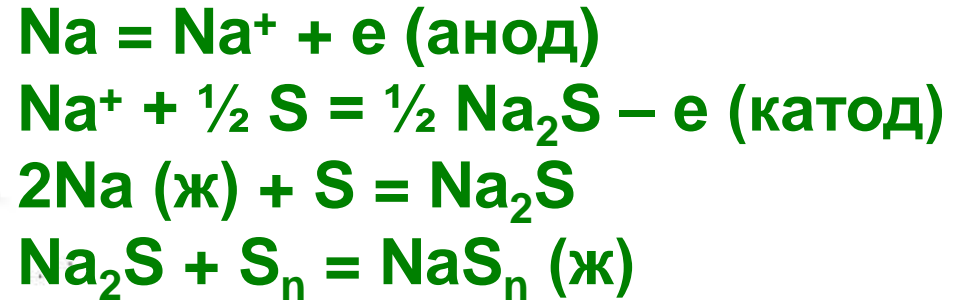 Na = Na⁺ + e (анод)
Na⁺ + ½ S = ½ Na₂S – e (катод)
2Na (ж) + S = Na₂S
Na₂S + Sₙ = NaSₙ (ж)